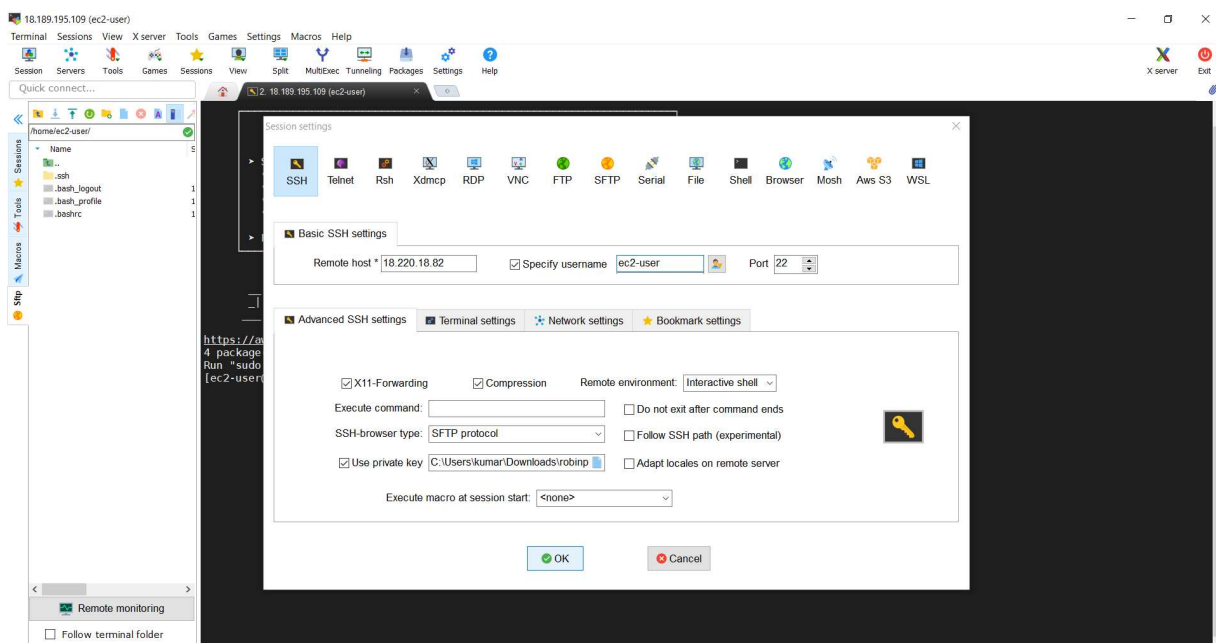 18.189.195.109 (ec2-user)
Terminal Sessions View X server Tools Games Settings Macros Help
Session Servers Tools Games Sessions View Split MultiExec Tunneling Packages Settings Help X server Exit
Quick connect...
2. 18.189.195.109 (ec2-user)
/home/ec2-user/
Name S
..
.ssh
.bash_logout 1
.bash_profile 1
.bashrc 1
Sessions
Tools
Macros
Sftp
Session settings
SSH Telnet Rsh Xdmcp RDP VNC FTP SFTP Serial File Shell Browser Mosh Aws S3 WSL
Basic SSH settings
Remote host * 18.220.18.82 Specify username ec2-user Port 22
Advanced SSH settings Terminal settings Network settings Bookmark settings
X11-Forwarding Compression Remote environment: Interactive shell
Execute command: Do not exit after command ends
SSH-browser type: SFTP protocol Follow SSH path (experimental)
Use private key C:\Users\kumar\Downloads\robinp Adapt locales on remote server
Execute macro at session start: <none>
OK Cancel
https://a
4 package
Run "sudo
[ec2-user
Remote monitoring
Follow terminal folder